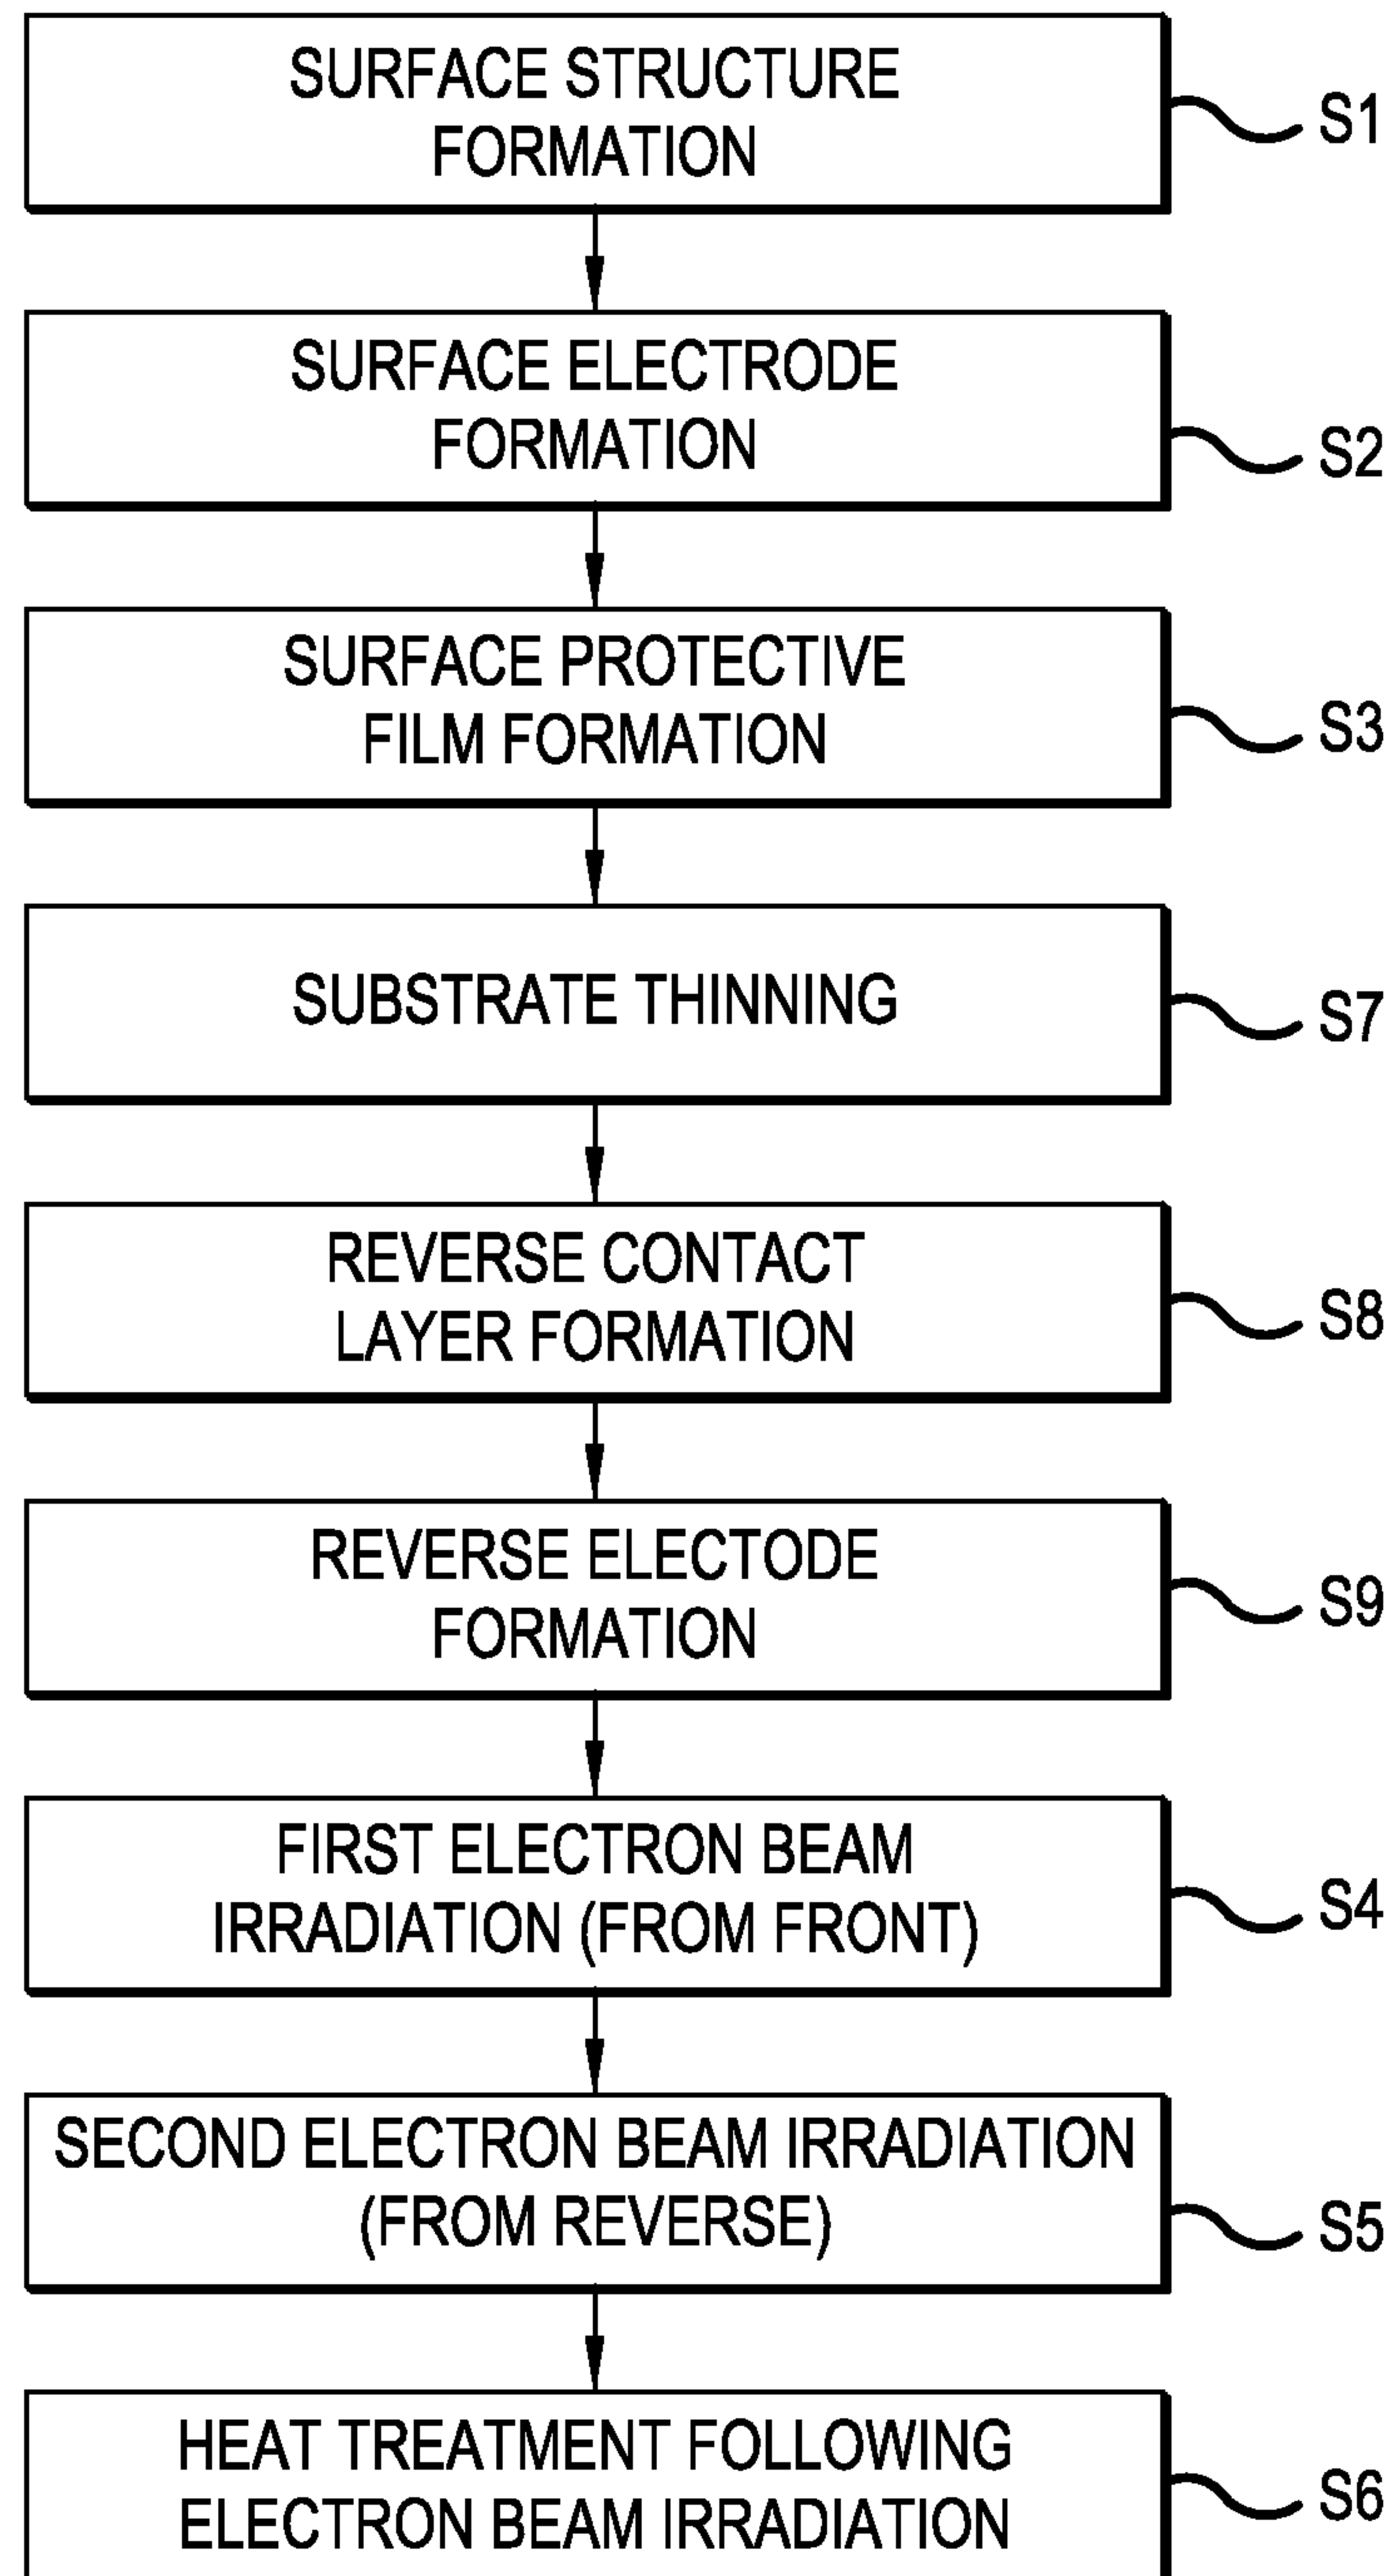 SURFACE STRUCTURE
FORMATION
S1
SURFACE ELECTRODE
FORMATION
S2
SURFACE PROTECTIVE
FILM FORMATION
S3
SUBSTRATE THINNING
S7
REVERSE CONTACT
LAYER FORMATION
S8
REVERSE ELECTODE
FORMATION
S9
FIRST ELECTRON BEAM
IRRADIATION (FROM FRONT)
S4
SECOND ELECTRON BEAM IRRADIATION
(FROM REVERSE)
S5
HEAT TREATMENT FOLLOWING
ELECTRON BEAM IRRADIATION
S6